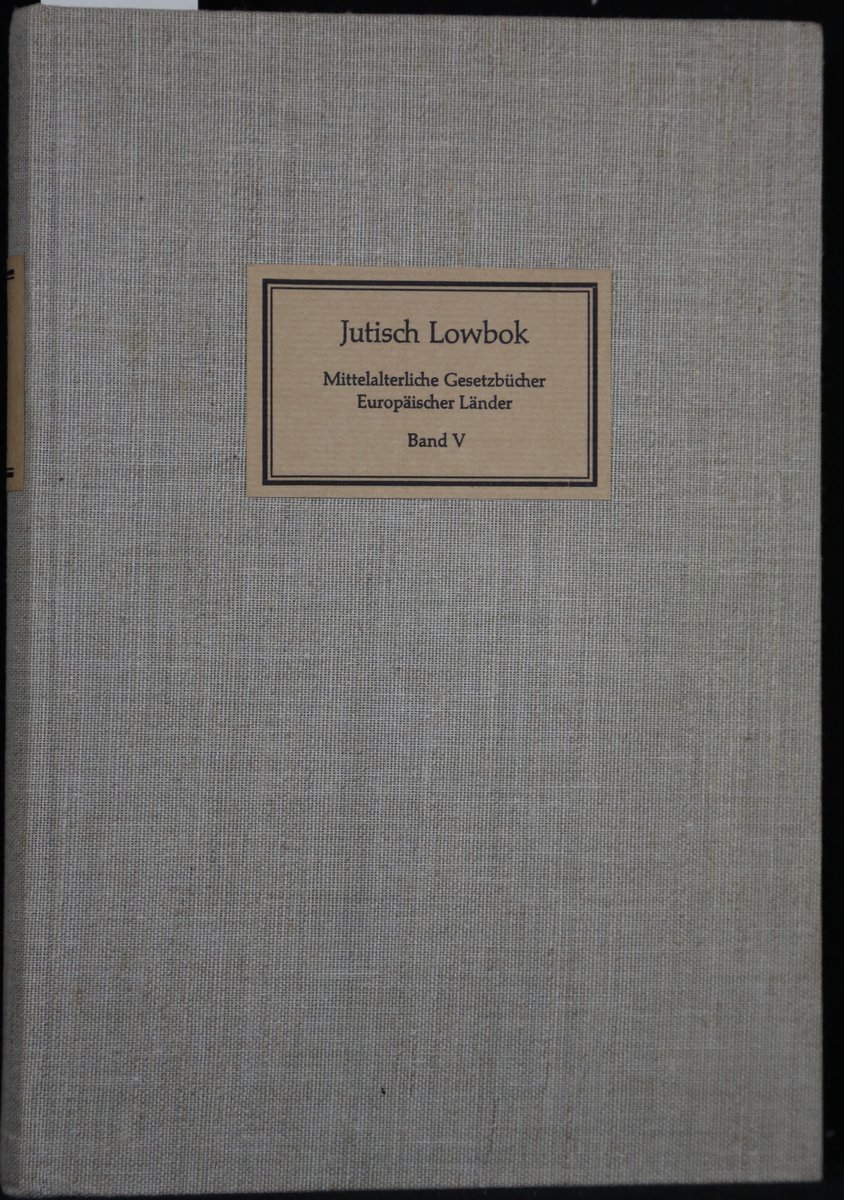 Jutisch Lowbok
Mittelalterliche Gesetzbücher
Europäischer Länder
Band V